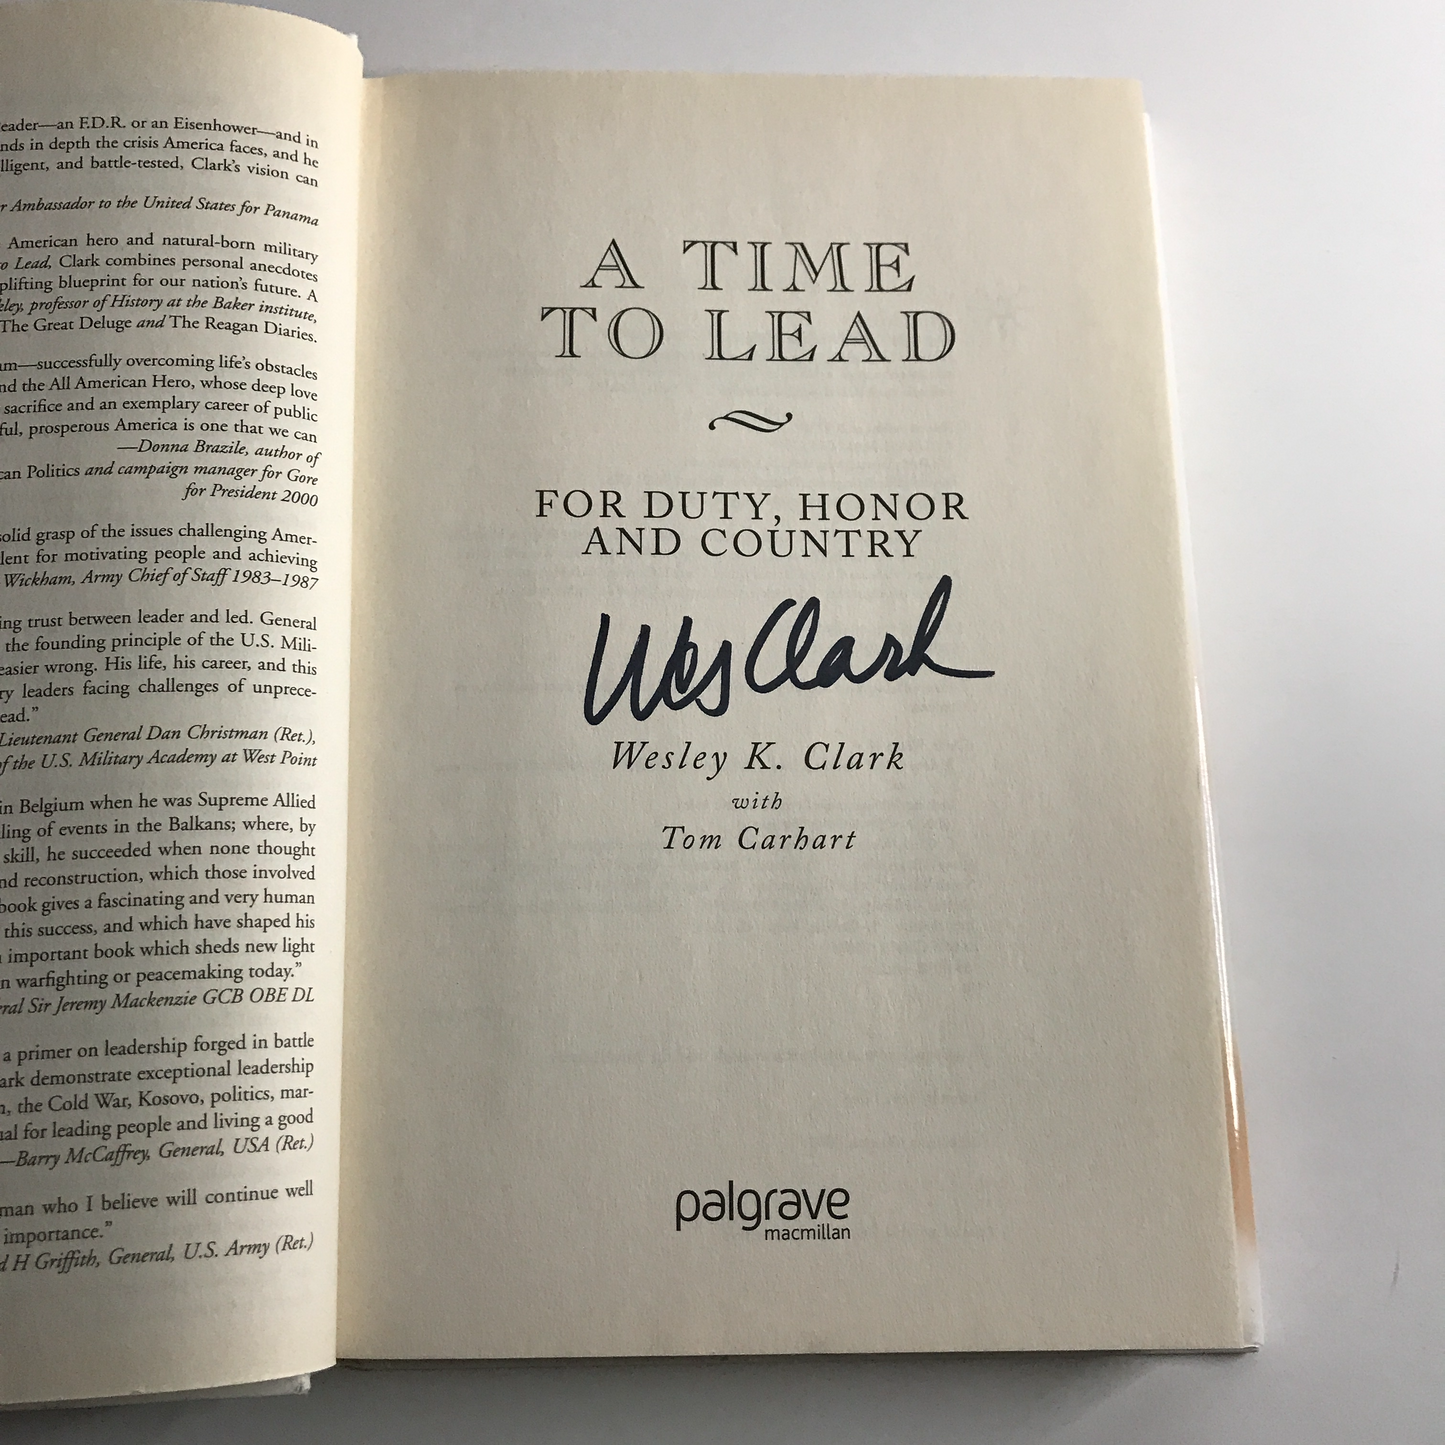 eader—an F.D.R. or an Eisenhower—and in
nds in depth the crisis America faces, and he
lligent, and battle-tested, Clark's vision can
r Ambassador to the United States for Panama
American hero and natural-born military
o Lead, Clark combines personal anecdotes
plifting blueprint for our nation's future. A
kley, professor of History at the Baker institute,
The Great Deluge and The Reagan Diaries.
um—successfully overcoming life's obstacles
nd the All American Hero, whose deep love
sacrifice and an exemplary career of public
ful, prosperous America is one that we can
—Donna Brazile, author of
can Politics and campaign manager for Gore
for President 2000
solid grasp of the issues challenging Amer-
lent for motivating people and achieving
Wickham, Army Chief of Staff 1983–1987
ing trust between leader and led. General
the founding principle of the U.S. Mili-
easier wrong. His life, his career, and this
ry leaders facing challenges of unprece-
ead.”
Lieutenant General Dan Christman (Ret.),
of the U.S. Military Academy at West Point
in Belgium when he was Supreme Allied
ling of events in the Balkans; where, by
skill, he succeeded when none thought
nd reconstruction, which those involved
book gives a fascinating and very human
this success, and which have shaped his
important book which sheds new light
n warfighting or peacemaking today.”
eral Sir Jeremy Mackenzie GCB OBE DL
a primer on leadership forged in battle
ark demonstrate exceptional leadership
the Cold War, Kosovo, politics, mar-
ual for leading people and living a good
—Barry McCaffrey, General, USA (Ret.)
man who I believe will continue well
importance.”
d H Griffith, General, U.S. Army (Ret.)
A TIME
TO LEAD
FOR DUTY, HONOR
AND COUNTRY
Wes Clark
Wesley K. Clark
with
Tom Carhart
palgrave
macmillan